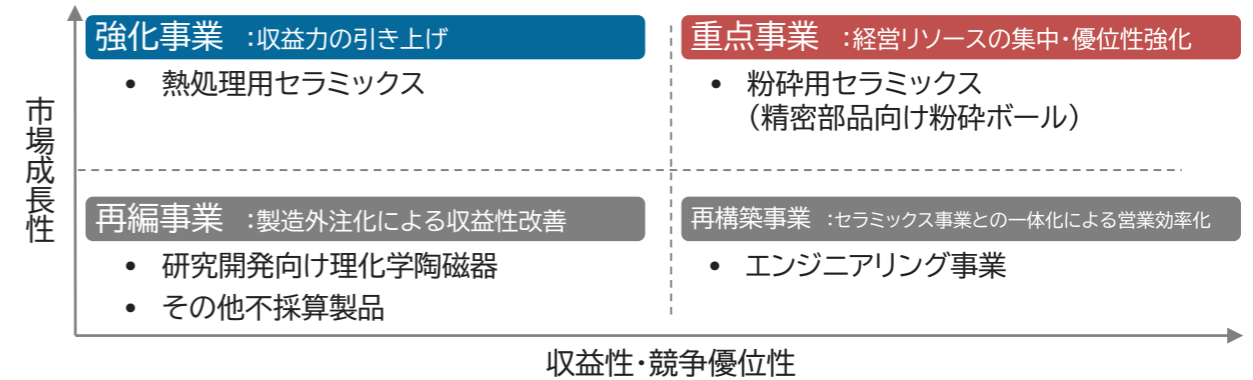 強化事業 :収益力の引き上げ
• 熱処理用セラミックス
重点事業 :経営リソースの集中・優位性強化
• 粉砕用セラミックス
(精密部品向け粉砕ボール)
市場成長性
再編事業 :製造外注化による収益性改善
• 研究開発向け理化学陶磁器
• その他不採算製品
再構築事業 :セラミックス事業との一体化による営業効率化
• エンジニアリング事業
収益性・競争優位性